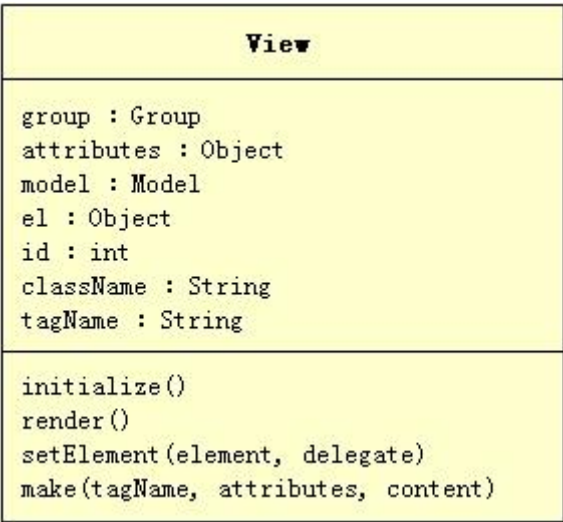 View
group : Group
attributes : Object
model : Model
el : Object
id : int
className : String
tagName : String
initialize()
render()
setElement(element, delegate)
make(tagName, attributes, content)